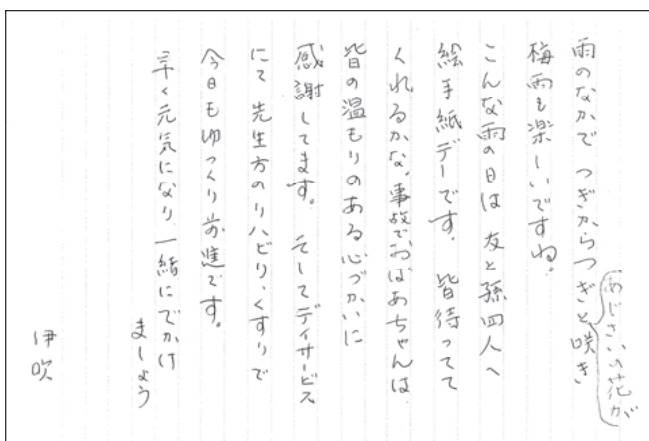 雨のなかで つぎからつぎと咲き
あじさいの花が
梅雨も楽しいですね。
こんな雨の日は 友と孫四人へ
絵手紙デーです。 皆待ってて
くれるかな。事故でおばあちゃんは
皆の温もりのある心づかいに
感謝してます。 そしてデイサービス
にて 先生方のリハビリ、くすりで
今日もゆっくり前進です。
早く元気になり 一緒にでかけ
ましょう
伊吹